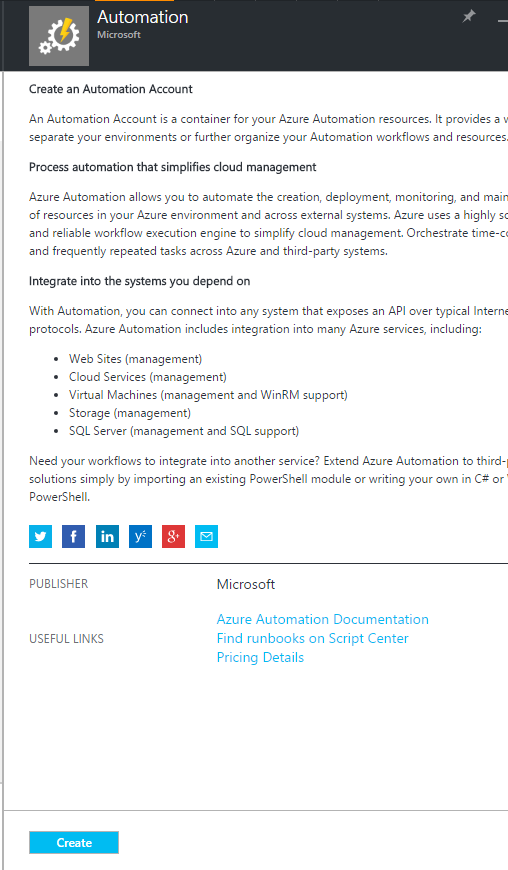 Automation
Microsoft
Create an Automation Account
An Automation Account is a container for your Azure Automation resources. It provides a
separate your environments or further organize your Automation workflows and resources.
Process automation that simplifies cloud management
Azure Automation allows you to automate the creation, deployment, monitoring, and
of resources in your Azure environment and across external systems. Azure uses a highly
and reliable workflow execution engine to simplify cloud management. Orchestrate
and frequently repeated tasks across Azure and third-party systems.
Integrate into the systems you depend on
With Automation, you can connect into any system that exposes an API over typical
protocols. Azure Automation includes integration into many Azure services, including:
• Web Sites (management)
• Cloud Services (management)
• Virtual Machines (management and WinRM support)
• Storage (management)
• SQL Server (management and SQL support)
Need your workflows to integrate into another service? Extend Azure Automation to
solutions simply by importing an existing PowerShell module or writing your own in C# or
PowerShell.
PUBLISHER Microsoft
Azure Automation Documentation
USEFUL LINKS Find runbooks on Script Center
Pricing Details
Create